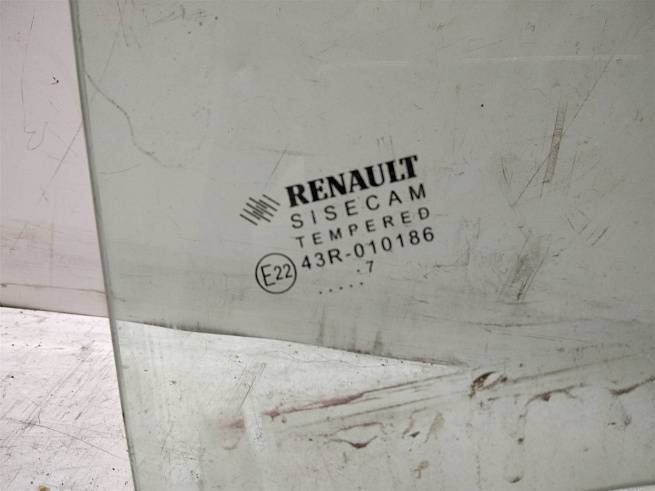 RENAULT
SISECAM
TEMPERED
E22 43R-010186
.7
.....